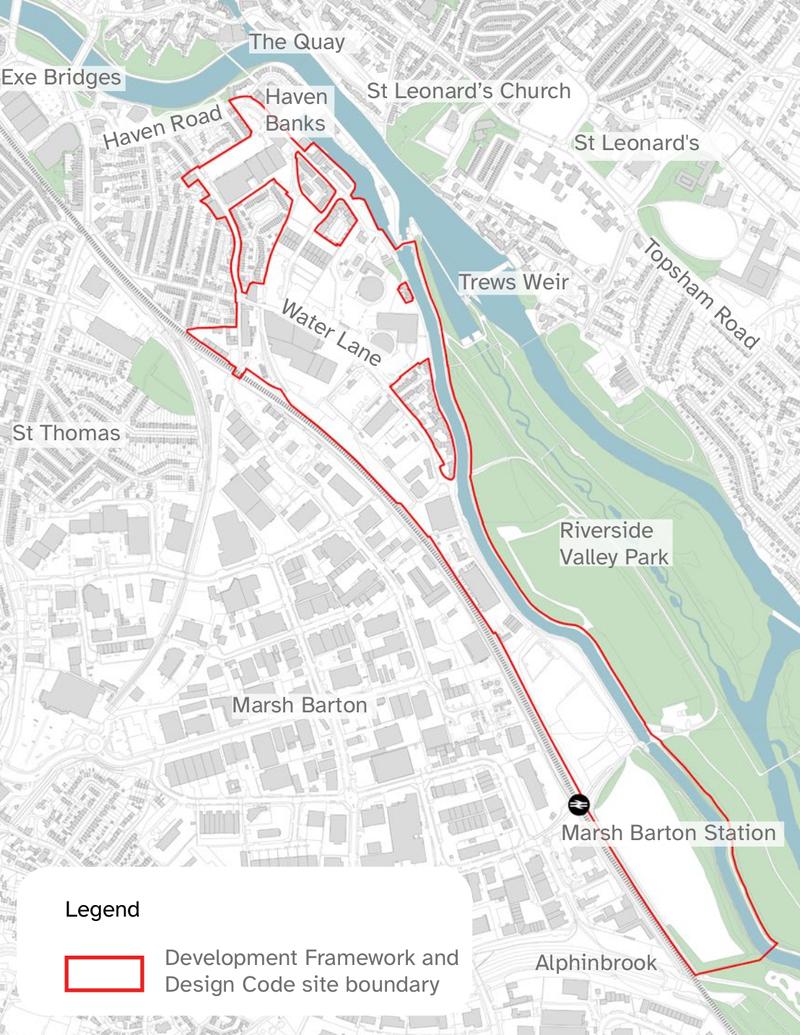 The Quay
Exe Bridges
St Leonard’s Church
Haven
Banks
Haven Road
St Leonard's
Topsham Road
Trews Weir
Water Lane
St Thomas
Riverside
Valley Park
Marsh Barton
Marsh Barton Station
Legend
Development Framework and
Design Code site boundary
Alphinbrook